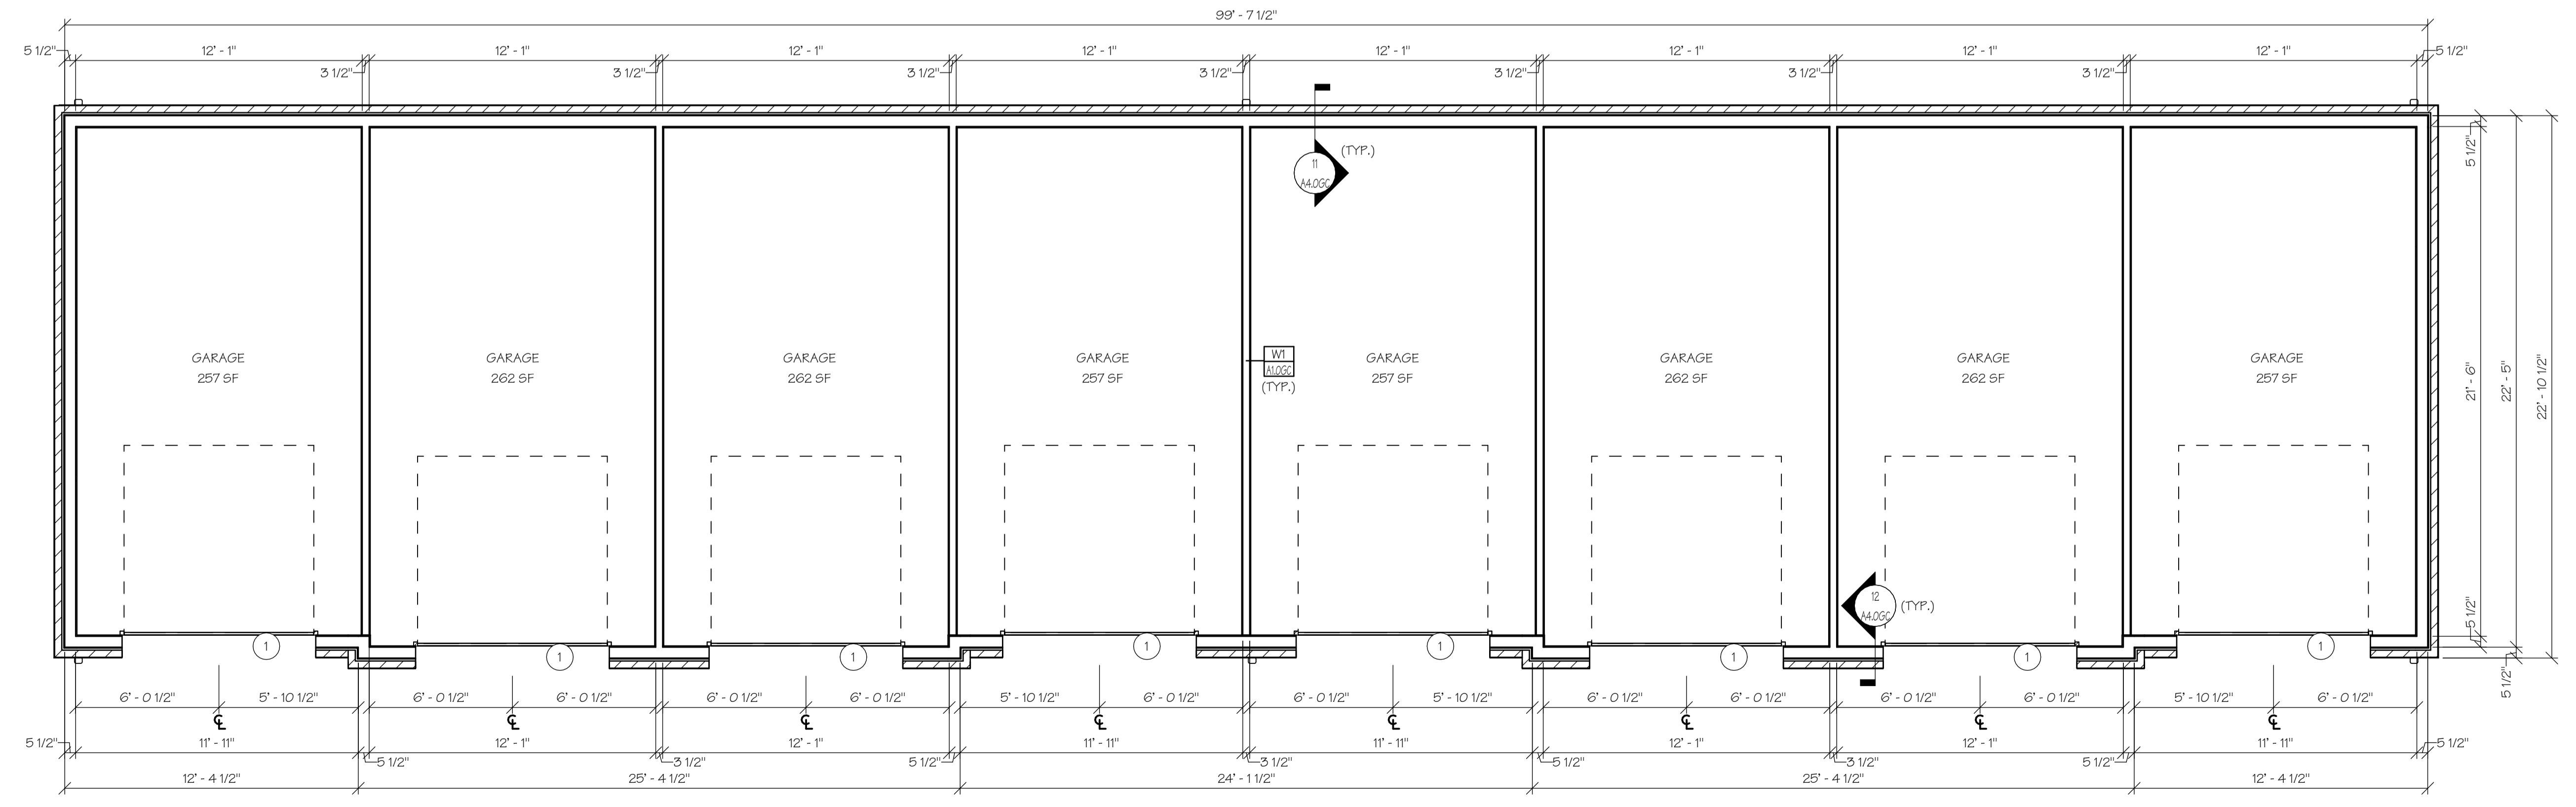 99' - 7 1/2"
5 1/2" 12' - 1" 12' - 1" 12' - 1" 12' - 1" 12' - 1" 12' - 1" 12' - 1" 12' - 1" 5 1/2"
3 1/2" 3 1/2" 3 1/2" 3 1/2" 3 1/2" 3 1/2" 3 1/2"
11
A4.0GC
(TYP.)
5 1/2"
GARAGE
257 SF
GARAGE
262 SF
GARAGE
262 SF
GARAGE
257 SF
W1
A1.0GC
(TYP.)
GARAGE
257 SF
GARAGE
262 SF
GARAGE
262 SF
GARAGE
257 SF
21' - 6"
22' - 5"
22' - 10 1/2"
12
A4.0GC
(TYP.)
5 1/2"
1 1 1 1 1 1 1 1
5 1/2"
6' - 0 1/2" 5' - 10 1/2" 6' - 0 1/2" 6' - 0 1/2" 6' - 0 1/2" 6' - 0 1/2" 5' - 10 1/2" 6' - 0 1/2" 6' - 0 1/2" 5' - 10 1/2" 6' - 0 1/2" 6' - 0 1/2" 6' - 0 1/2" 6' - 0 1/2" 5' - 10 1/2" 6' - 0 1/2"
℄ ℄ ℄ ℄ ℄ ℄ ℄ ℄
5 1/2" 11' - 11" 12' - 1" 12' - 1" 11' - 11" 11' - 11" 12' - 1" 12' - 1" 11' - 11" 5 1/2"
5 1/2" 3 1/2" 5 1/2" 3 1/2" 5 1/2" 3 1/2" 5 1/2"
12' - 4 1/2" 25' - 4 1/2" 24' - 1 1/2" 25' - 4 1/2" 12' - 4 1/2"